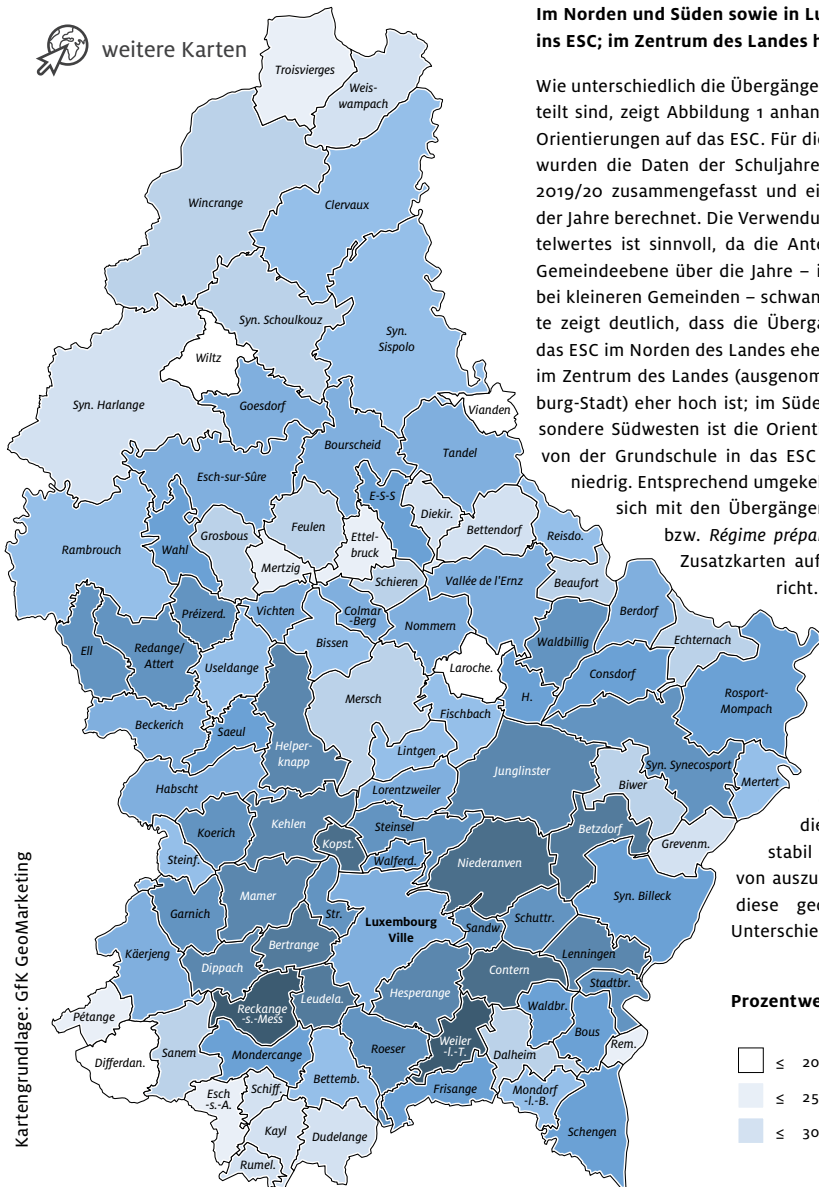 weitere Karten
Im Norden und Süden sowie in Lu
ins ESC; im Zentrum des Landes h
Wie unterschiedlich die Übergänge
teilt sind, zeigt Abbildung 1 anhan
Orientierungen auf das ESC. Für die
wurden die Daten der Schuljahre
2019/20 zusammengefasst und ei
der Jahre berechnet. Die Verwendu
telwertes ist sinnvoll, da die Ante
Gemeindeebene über die Jahre – i
bei kleineren Gemeinden – schwan
te zeigt deutlich, dass die Überga
das ESC im Norden des Landes ehe
im Zentrum des Landes (ausgenom
burg-Stadt) eher hoch ist; im Süde
sondere Südwesten ist die Orienti
von der Grundschule in das ESC
niedrig. Entsprechend umgekel
sich mit den Übergänger
bzw. Régime prépar
Zusatzkarten auf
richt.
die
stabil
von auszu
diese geo
Unterschie
Prozentwe
≤ 20
≤ 25
≤ 30
Troisvierges
Weis-
wampach
Wincrange
Clervaux
Syn. Schoulkouz
Syn.
Sispolo
Wiltz
Syn. Harlange
Goesdorf
Vianden
Bourscheid
Tandel
Esch-sur-Sûre
E-S-S
Diekir.
Feulen
Grosbous
Ettel-
bruck
Bettendorf
Reisdo.
Rambrouch
Wahl
Mertzig
Schieren
Vallée de l'Ernz
Beaufort
Préizerd.
Vichten
Colmar
-Berg
Nommern
Berdorf
Ell
Redange/
Attert
Bissen
Waldbillig
Echternach
Useldange
Laroche.
Consdorf
Mersch
H.
Rosport-
Mompach
Beckerich
Saeul
Fischbach
Helper-
knapp
Lintgen
Junglinster
Syn. Synecosport
Habscht
Lorentzweiler
Biwer
Mertert
Koerich
Kehlen
Steinsel
Betzdorf
Kopst.
Grevenm.
Steinf.
Walferd.
Niederanven
Mamer
Syn. Billeck
Garnich
Str.
Luxembourg
Ville
Sandw.
Schuttr.
Käerjeng
Bertrange
Lenningen
Dippach
Contern
Stadtbr.
Leudela.
Hesperange
Reckange
-s.-Mess
Waldbr.
Pétange
Bous
Weiler
-l.-T.
Rem.
Differdan.
Sanem
Mondercange
Roeser
Dalheim
Bettemb.
Frisange
Mondorf
-l.-B.
Esch
-s.-A.
Schiff.
Schengen
Kayl
Dudelange
Rumel.
Kartengrundlage: GfK GeoMarketing